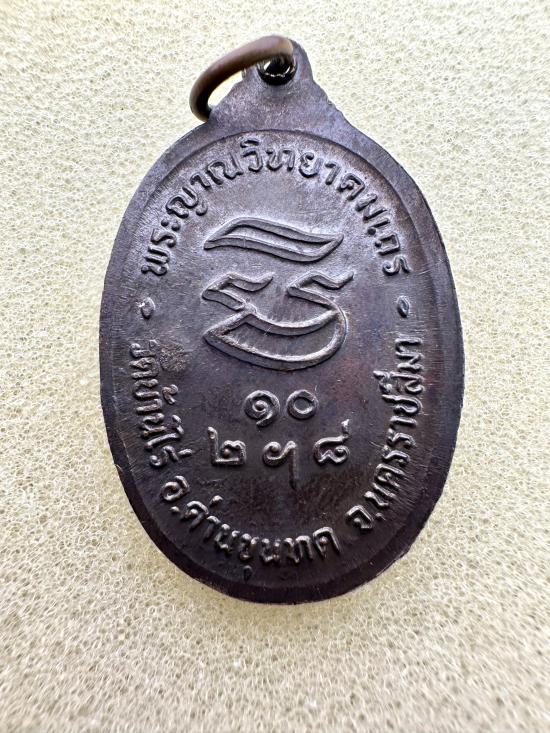 พระญาณวิทยาคมเถร
๑๐
๒ ๙ ๘
วัดบ้านไร่ อ.ด่านขุนทด จ.นครราชสีมา